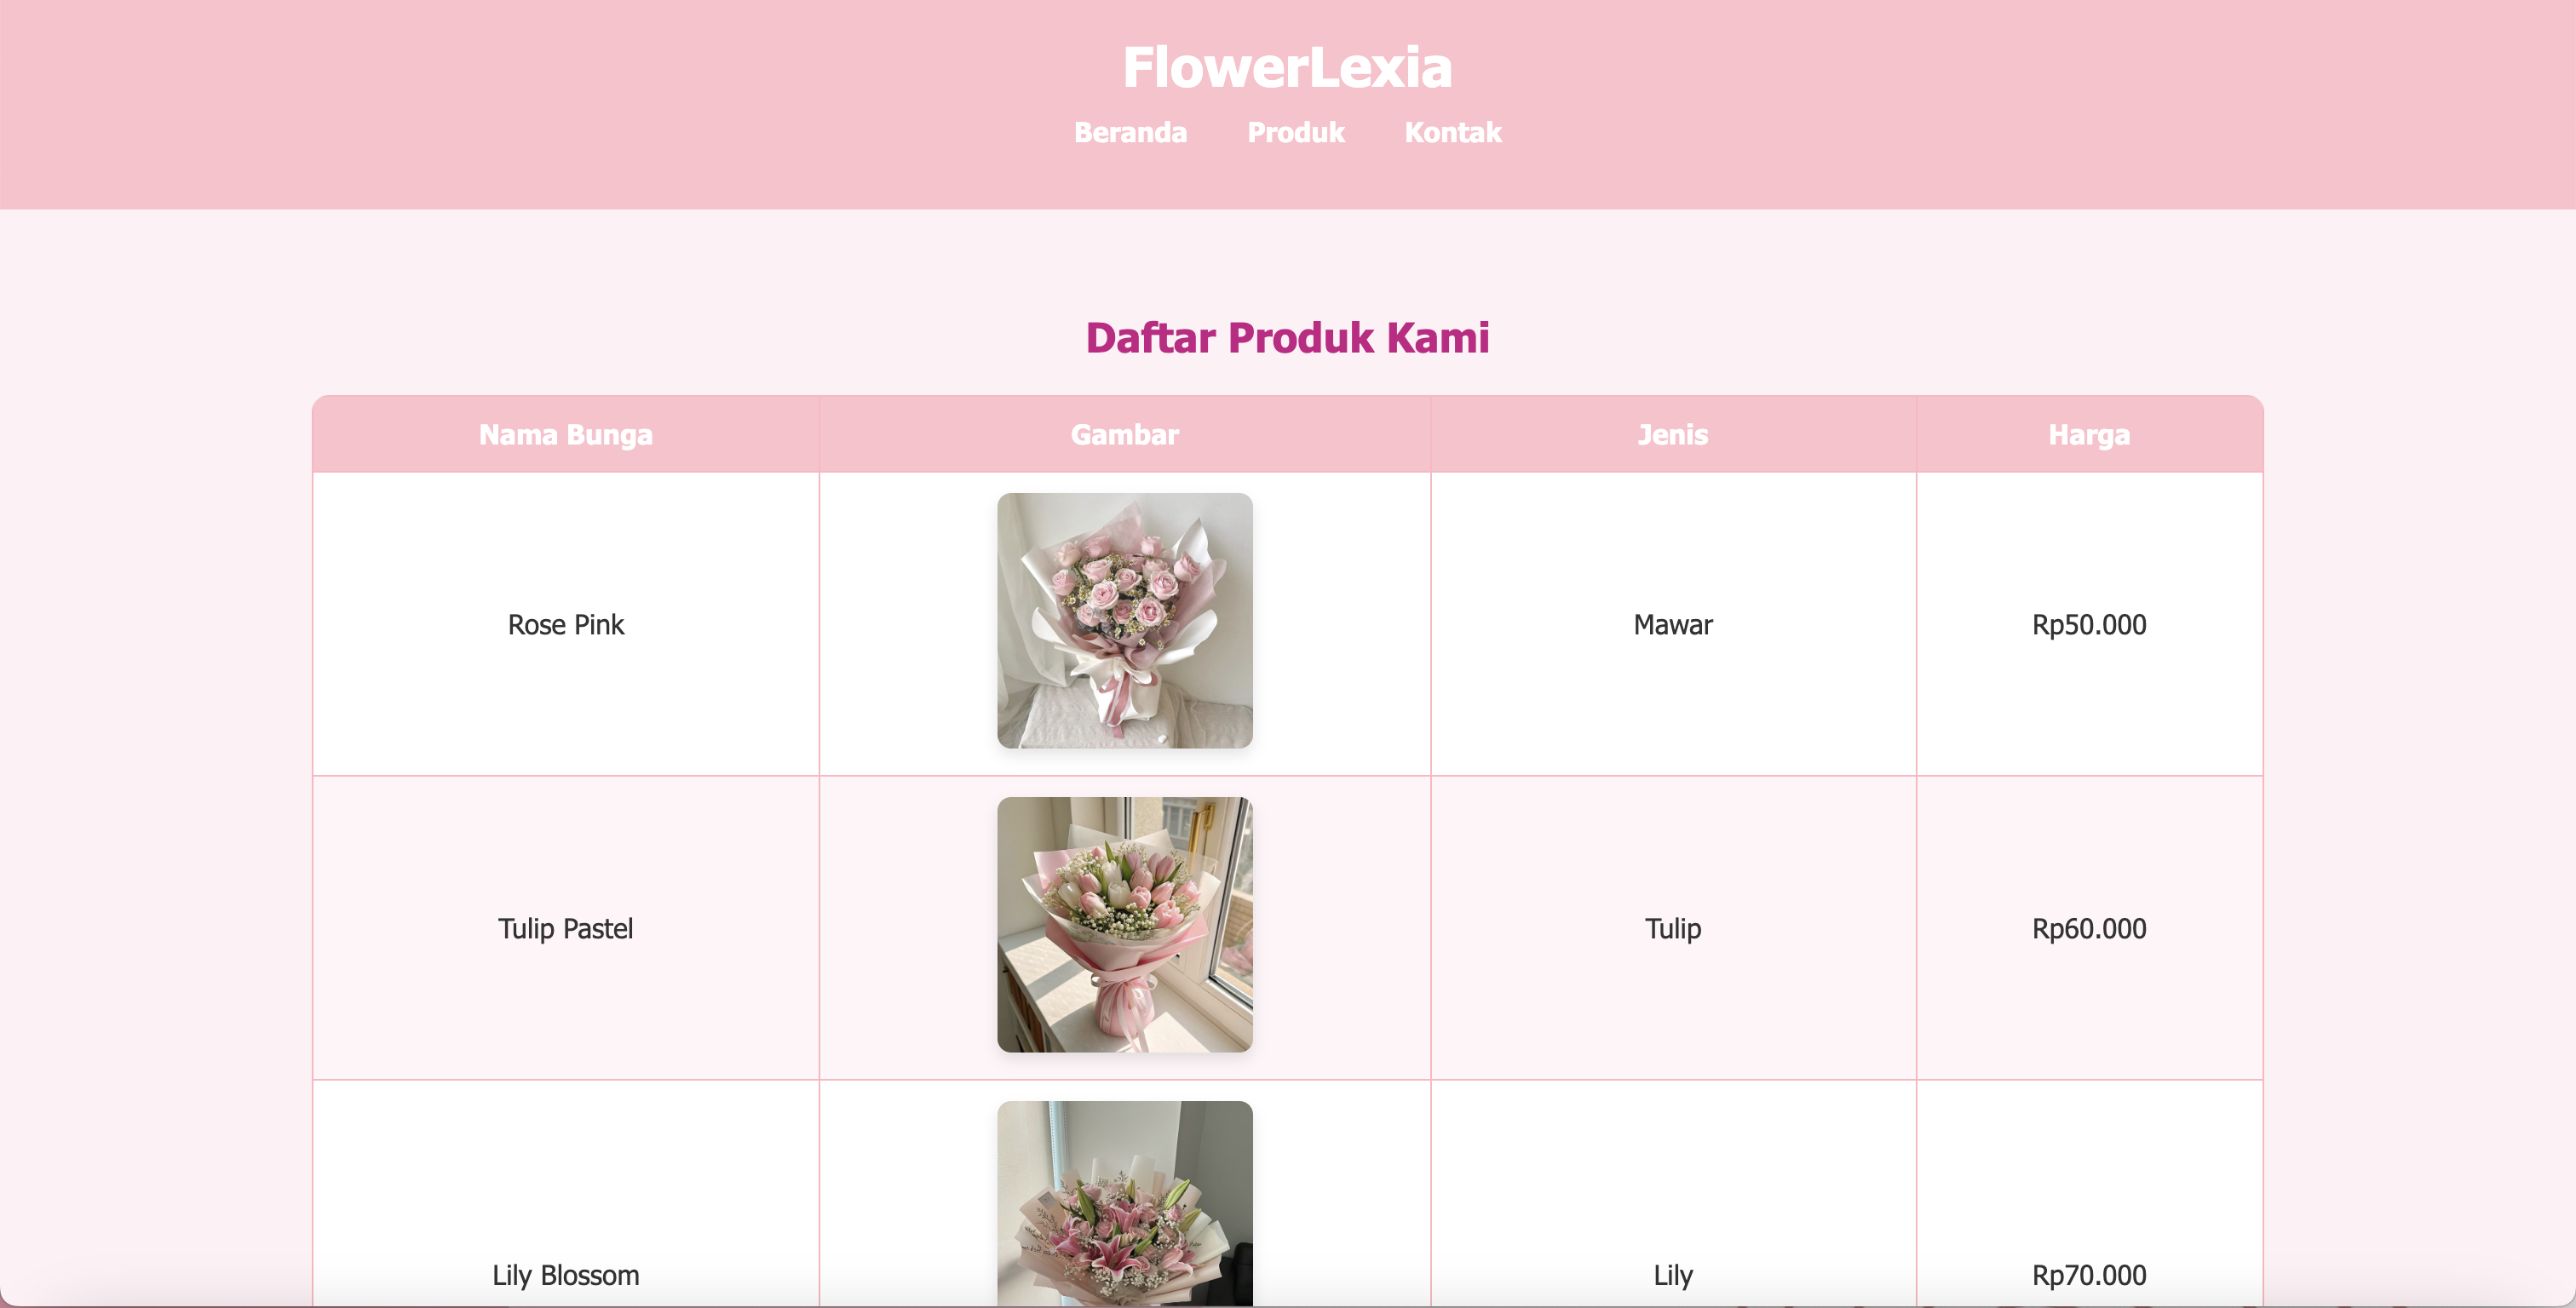 FlowerLexia
Beranda Produk Kontak
Daftar Produk Kami
Nama Bunga Gambar Jenis Harga
Rose Pink Mawar Rp50.000
Tulip Pastel Tulip Rp60.000
Lily Blossom Lily Rp70.000